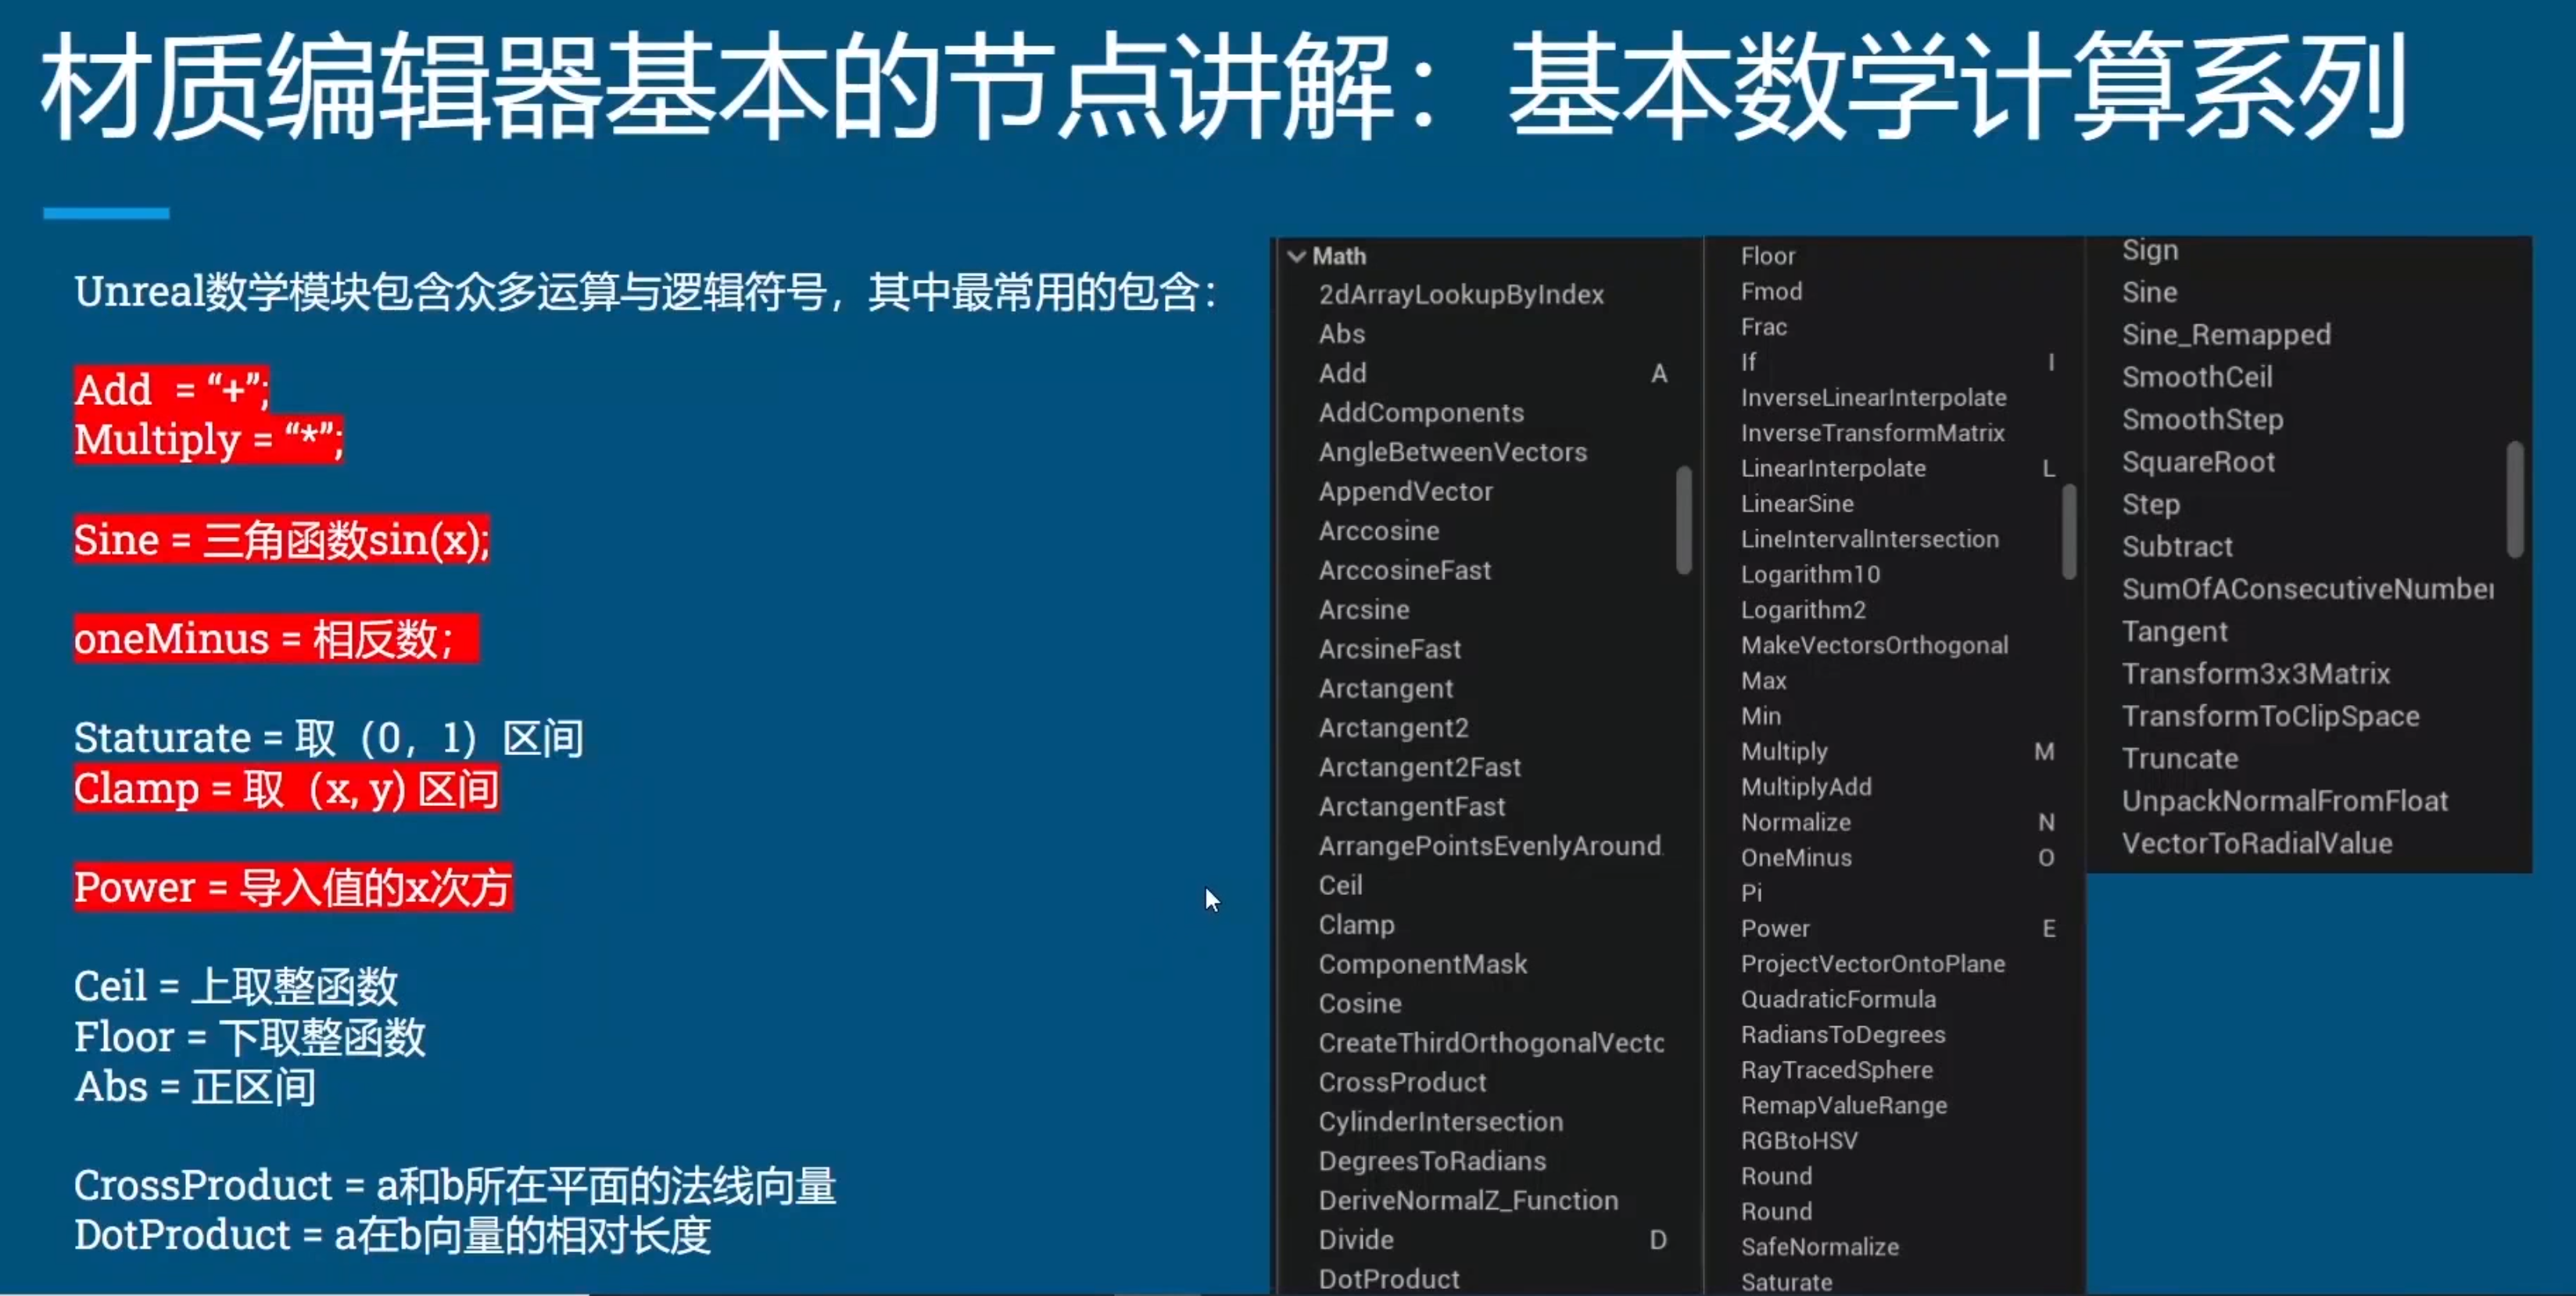 材质编辑器基本的节点讲解：基本数学计算系列
Unreal数学模块包含众多运算与逻辑符号，其中最常用的包含：
Add = “+”;
Multiply = “*”;
Sine = 三角函数sin(x);
oneMinus = 相反数；
Staturate = 取（0，1）区间
Clamp = 取（x, y) 区间
Power = 导入值的x次方
Ceil = 上取整函数
Floor = 下取整函数
Abs = 正区间
CrossProduct = a和b所在平面的法线向量
DotProduct = a在b向量的相对长度
Math
2dArrayLookupByIndex
Abs
Add A
AddComponents
AngleBetweenVectors
AppendVector
Arccosine
ArccosineFast
Arcsine
ArcsineFast
Arctangent
Arctangent2
Arctangent2Fast
ArctangentFast
ArrangePointsEvenlyAround
Ceil
Clamp
ComponentMask
Cosine
CreateThirdOrthogonalVectc
CrossProduct
CylinderIntersection
DegreesToRadians
DeriveNormalZ_Function
Divide D
DotProduct
Floor
Fmod
Frac
If I
InverseLinearInterpolate
InverseTransformMatrix
LinearInterpolate L
LinearSine
LineIntervalIntersection
Logarithm10
Logarithm2
MakeVectorsOrthogonal
Max
Min
Multiply M
MultiplyAdd
Normalize N
OneMinus O
Pi
Power E
ProjectVectorOntoPlane
QuadraticFormula
RadiansToDegrees
RayTracedSphere
RemapValueRange
RGBtoHSV
Round
Round
SafeNormalize
Saturate
Sign
Sine
Sine_Remapped
SmoothCeil
SmoothStep
SquareRoot
Step
Subtract
SumOfAConsecutiveNumber
Tangent
Transform3x3Matrix
TransformToClipSpace
Truncate
UnpackNormalFromFloat
VectorToRadialValue